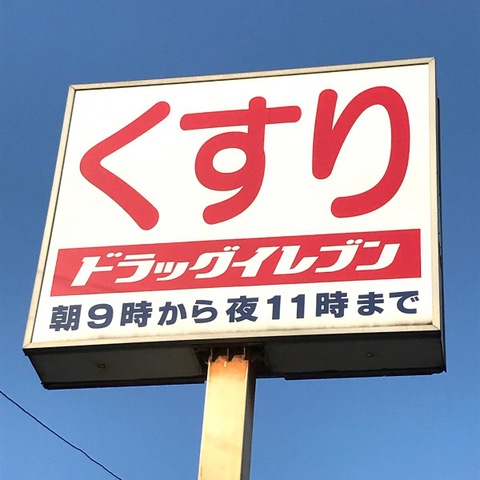 くすり
ドラッグイレブン
朝9時から夜11時まで